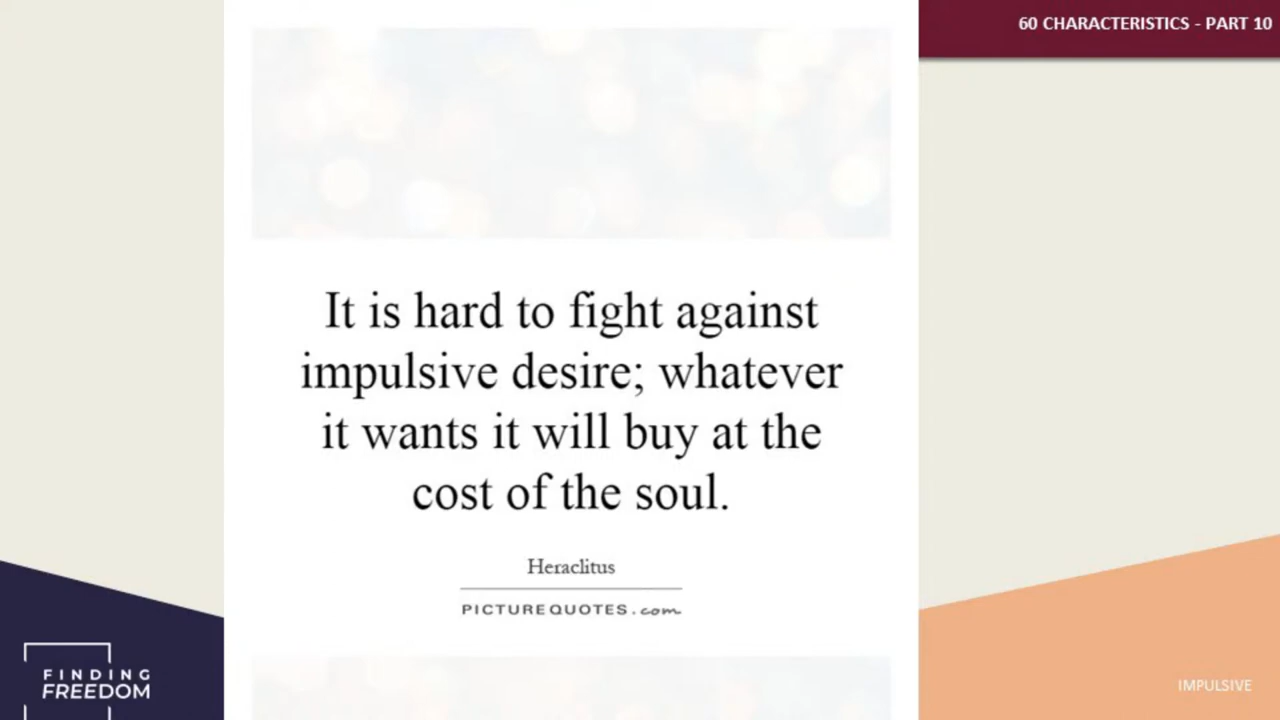 60 CHARACTERISTICS - PART 10
It is hard to fight against
impulsive desire; whatever
it wants it will buy at the
cost of the soul.
Heraclitus
PICTUREQUOTES.com
FINDING
FREEDOM
IMPULSIVE